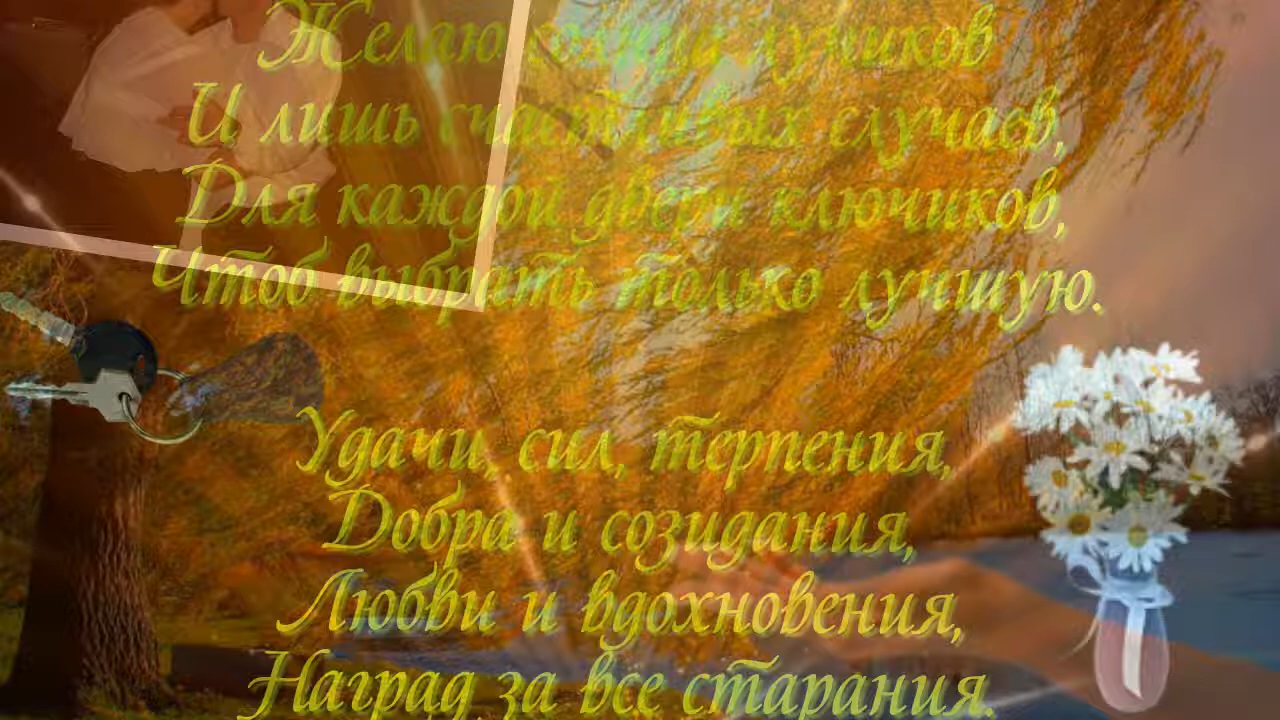 Желаю солнца лучиков
И лишь счастливых случаев,
Для каждой двери ключиков,
Чтоб выбрать только лучшую.
Удачи, сил, терпения,
Добра и созидания,
Любви и вдохновения,
Наград за все старания.